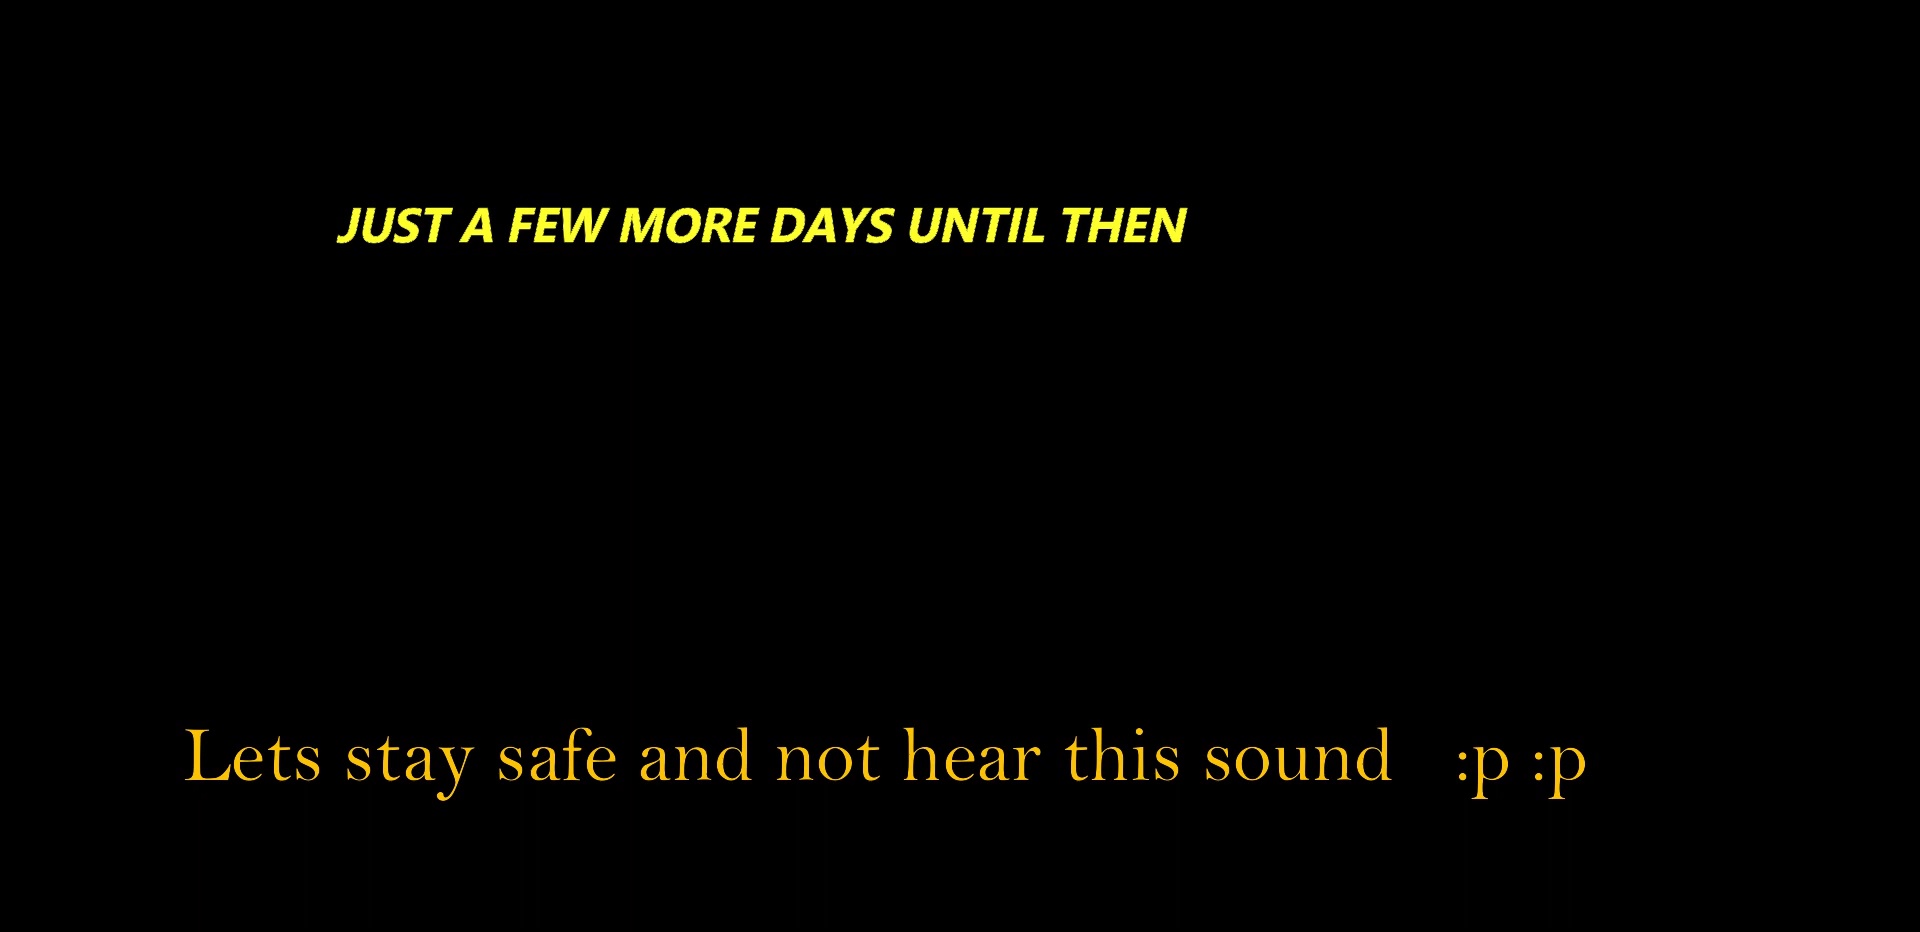 JUST A FEW MORE DAYS UNTIL THEN
Lets stay safe and not hear this sound :p :p